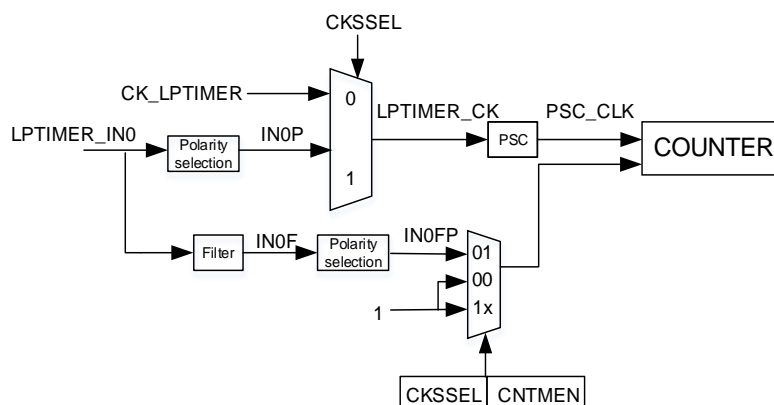 CKSSEL
CK_LPTIMER
0
LPTIMER_CK
PSC_CLK
LPTIMER_IN0
Polarity
selection
IN0P
PSC
COUNTER
1
Filter
IN0F
Polarity
selection
IN0FP
01
00
1
1x
CKSSEL
CNTMEN